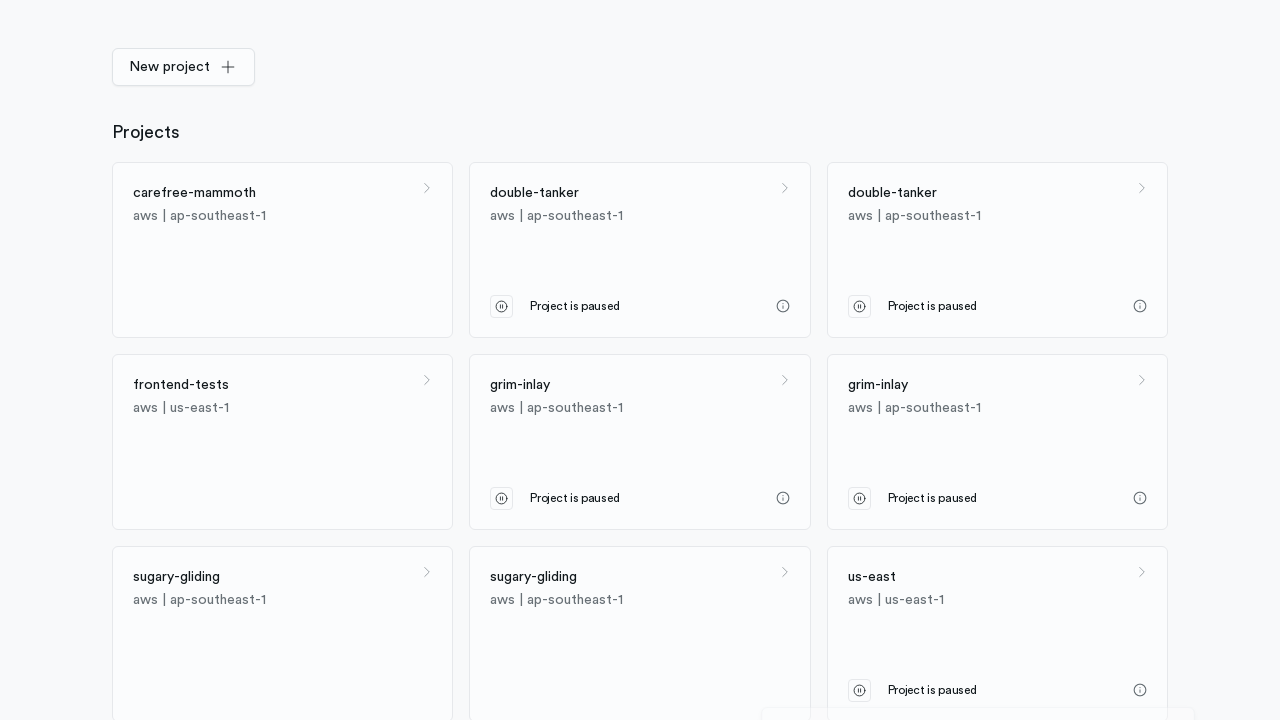 New project
Projects
carefree-mammoth
aws | ap-southeast-1
double-tanker
aws | ap-southeast-1
Project is paused
double-tanker
aws | ap-southeast-1
Project is paused
frontend-tests
aws | us-east-1
grim-inlay
aws | ap-southeast-1
Project is paused
grim-inlay
aws | ap-southeast-1
Project is paused
sugary-gliding
aws | ap-southeast-1
sugary-gliding
aws | ap-southeast-1
us-east
aws | us-east-1
Project is paused